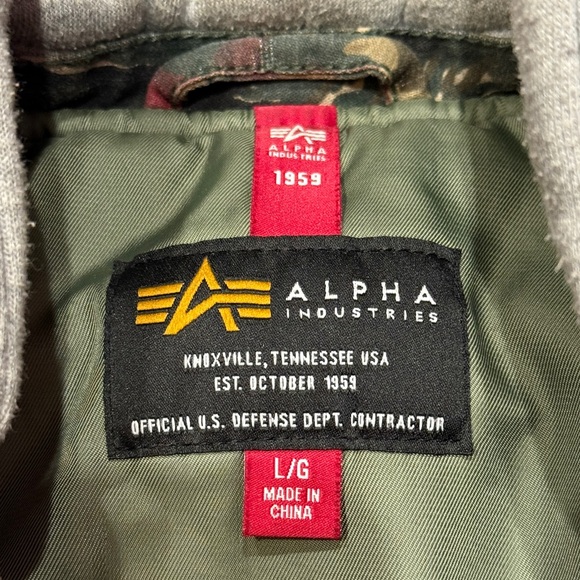 ALPHA
INDUSTRIES
1959
ALPHA
INDUSTRIES
KNOXVILLE, TENNESSEE USA
EST. OCTOBER 1959
OFFICIAL U.S. DEFENSE DEPT. CONTRACTOR
L/G
MADE IN
CHINA